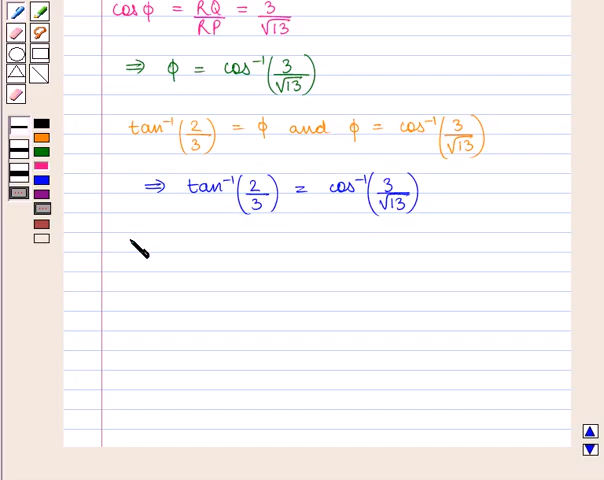 cos φ = RQ/RP = 3/√13
⇒ φ = cos⁻¹(3/√13)
tan⁻¹(2/3) = φ and φ = cos⁻¹(3/√13)
⇒ tan⁻¹(2/3) = cos⁻¹(3/√13)